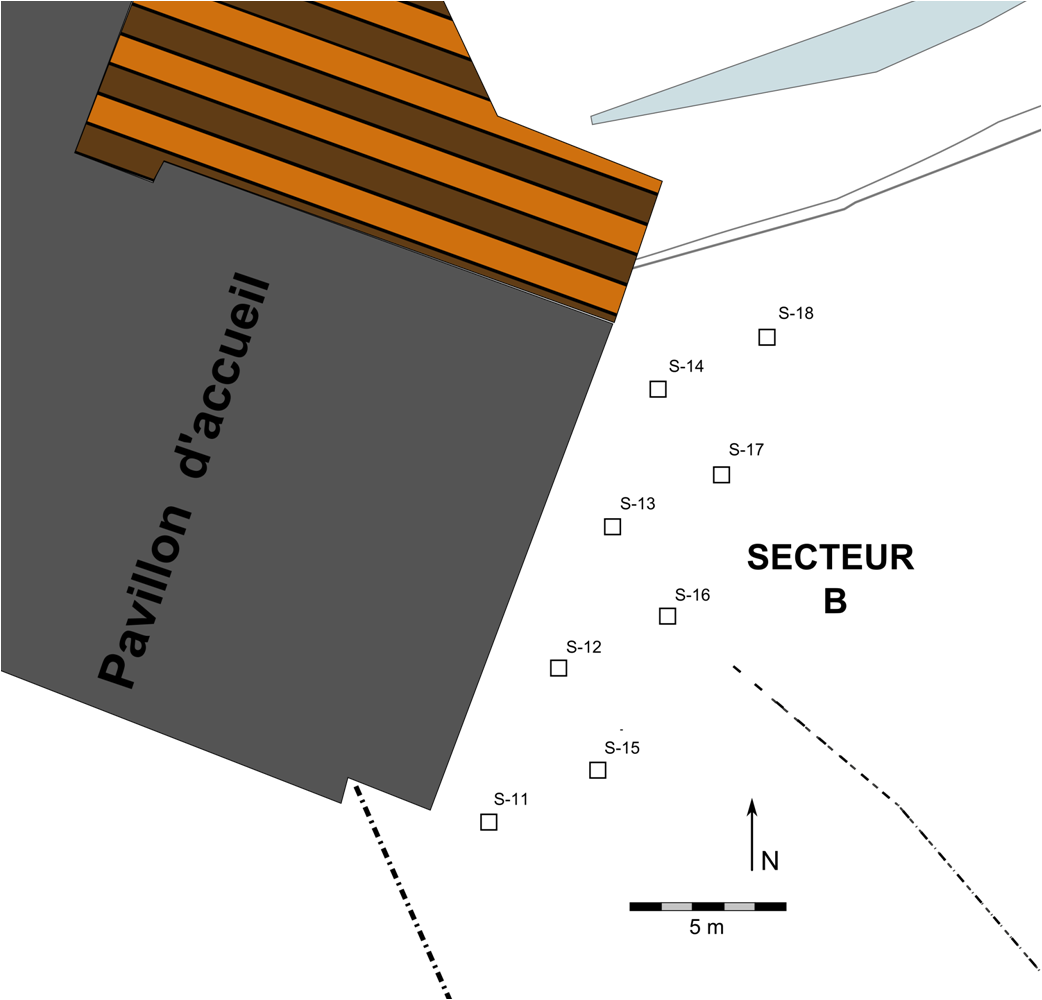 S-18
S-14
S-17
S-13
SECTEUR
B
S-16
S-12
S-15
S-11
Pavillon d'accueil
N
5 m